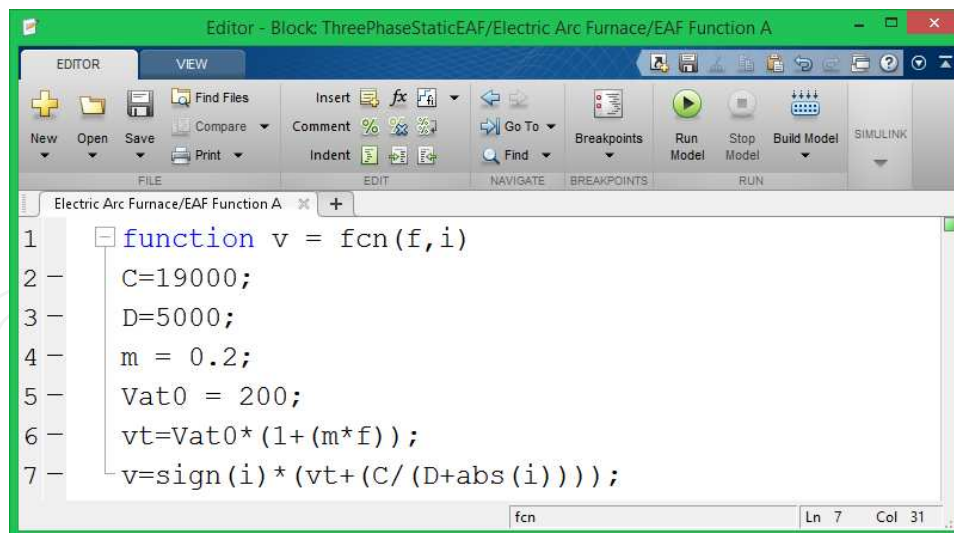 Editor - Block: ThreePhaseStaticEAF/Electric Arc Furnace/EAF Function A
EDITOR VIEW
New Open Save Find Files Compare Print
Insert fx Comment Indent
Go To Find
Breakpoints
Run Model Stop Model Build Model
SIMULINK
FILE EDIT NAVIGATE BREAKPOINTS RUN
Electric Arc Furnace/EAF Function A
1 function v = fcn(f,i)
2 C=19000;
3 D=5000;
4 m = 0.2;
5 Vat0 = 200;
6 vt=Vat0*(1+(m*f));
7 v=sign(i)*(vt+(C/(D+abs(i))));
fcn Ln 7 Col 31